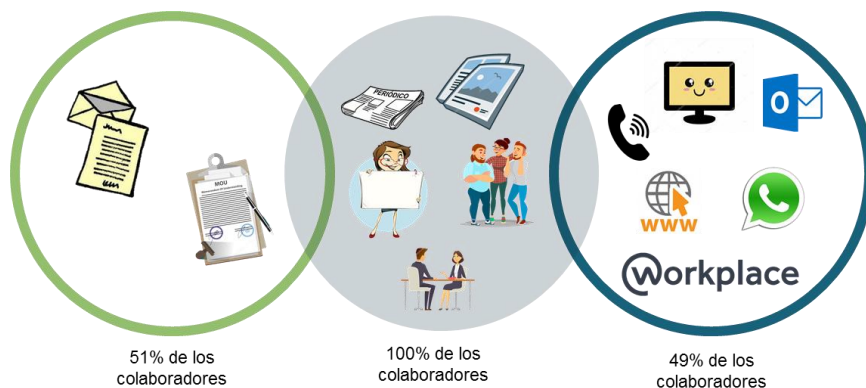 PERIODICO
MOU
O
www
Workplace
51% de los
colaboradores
100% de los
colaboradores
49% de los
colaboradores